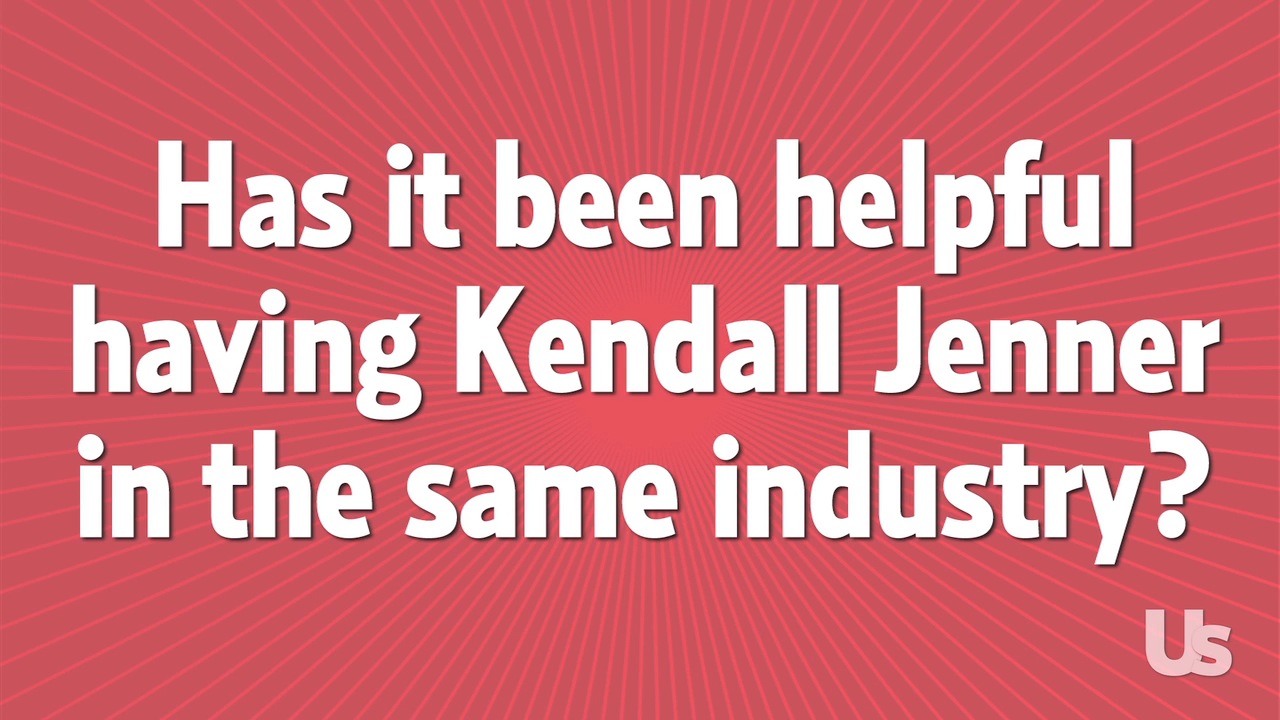 Has it been helpful
having Kendall Jenner
in the same industry?
Us